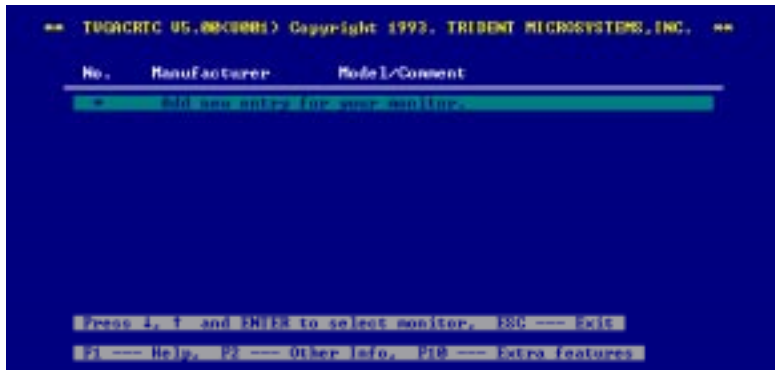 ** TVGACRTC V5.00(U001) Copyright 1993. TRIDENT MICROSYSTEMS,INC. **
No. Manufacturer Model/Comment
* Add new entry for your monitor.
Press ↓, ↑ and ENTER to select monitor, ESC --- Exit
F1 --- Help, F2 --- Other Info, F10 --- Extra features